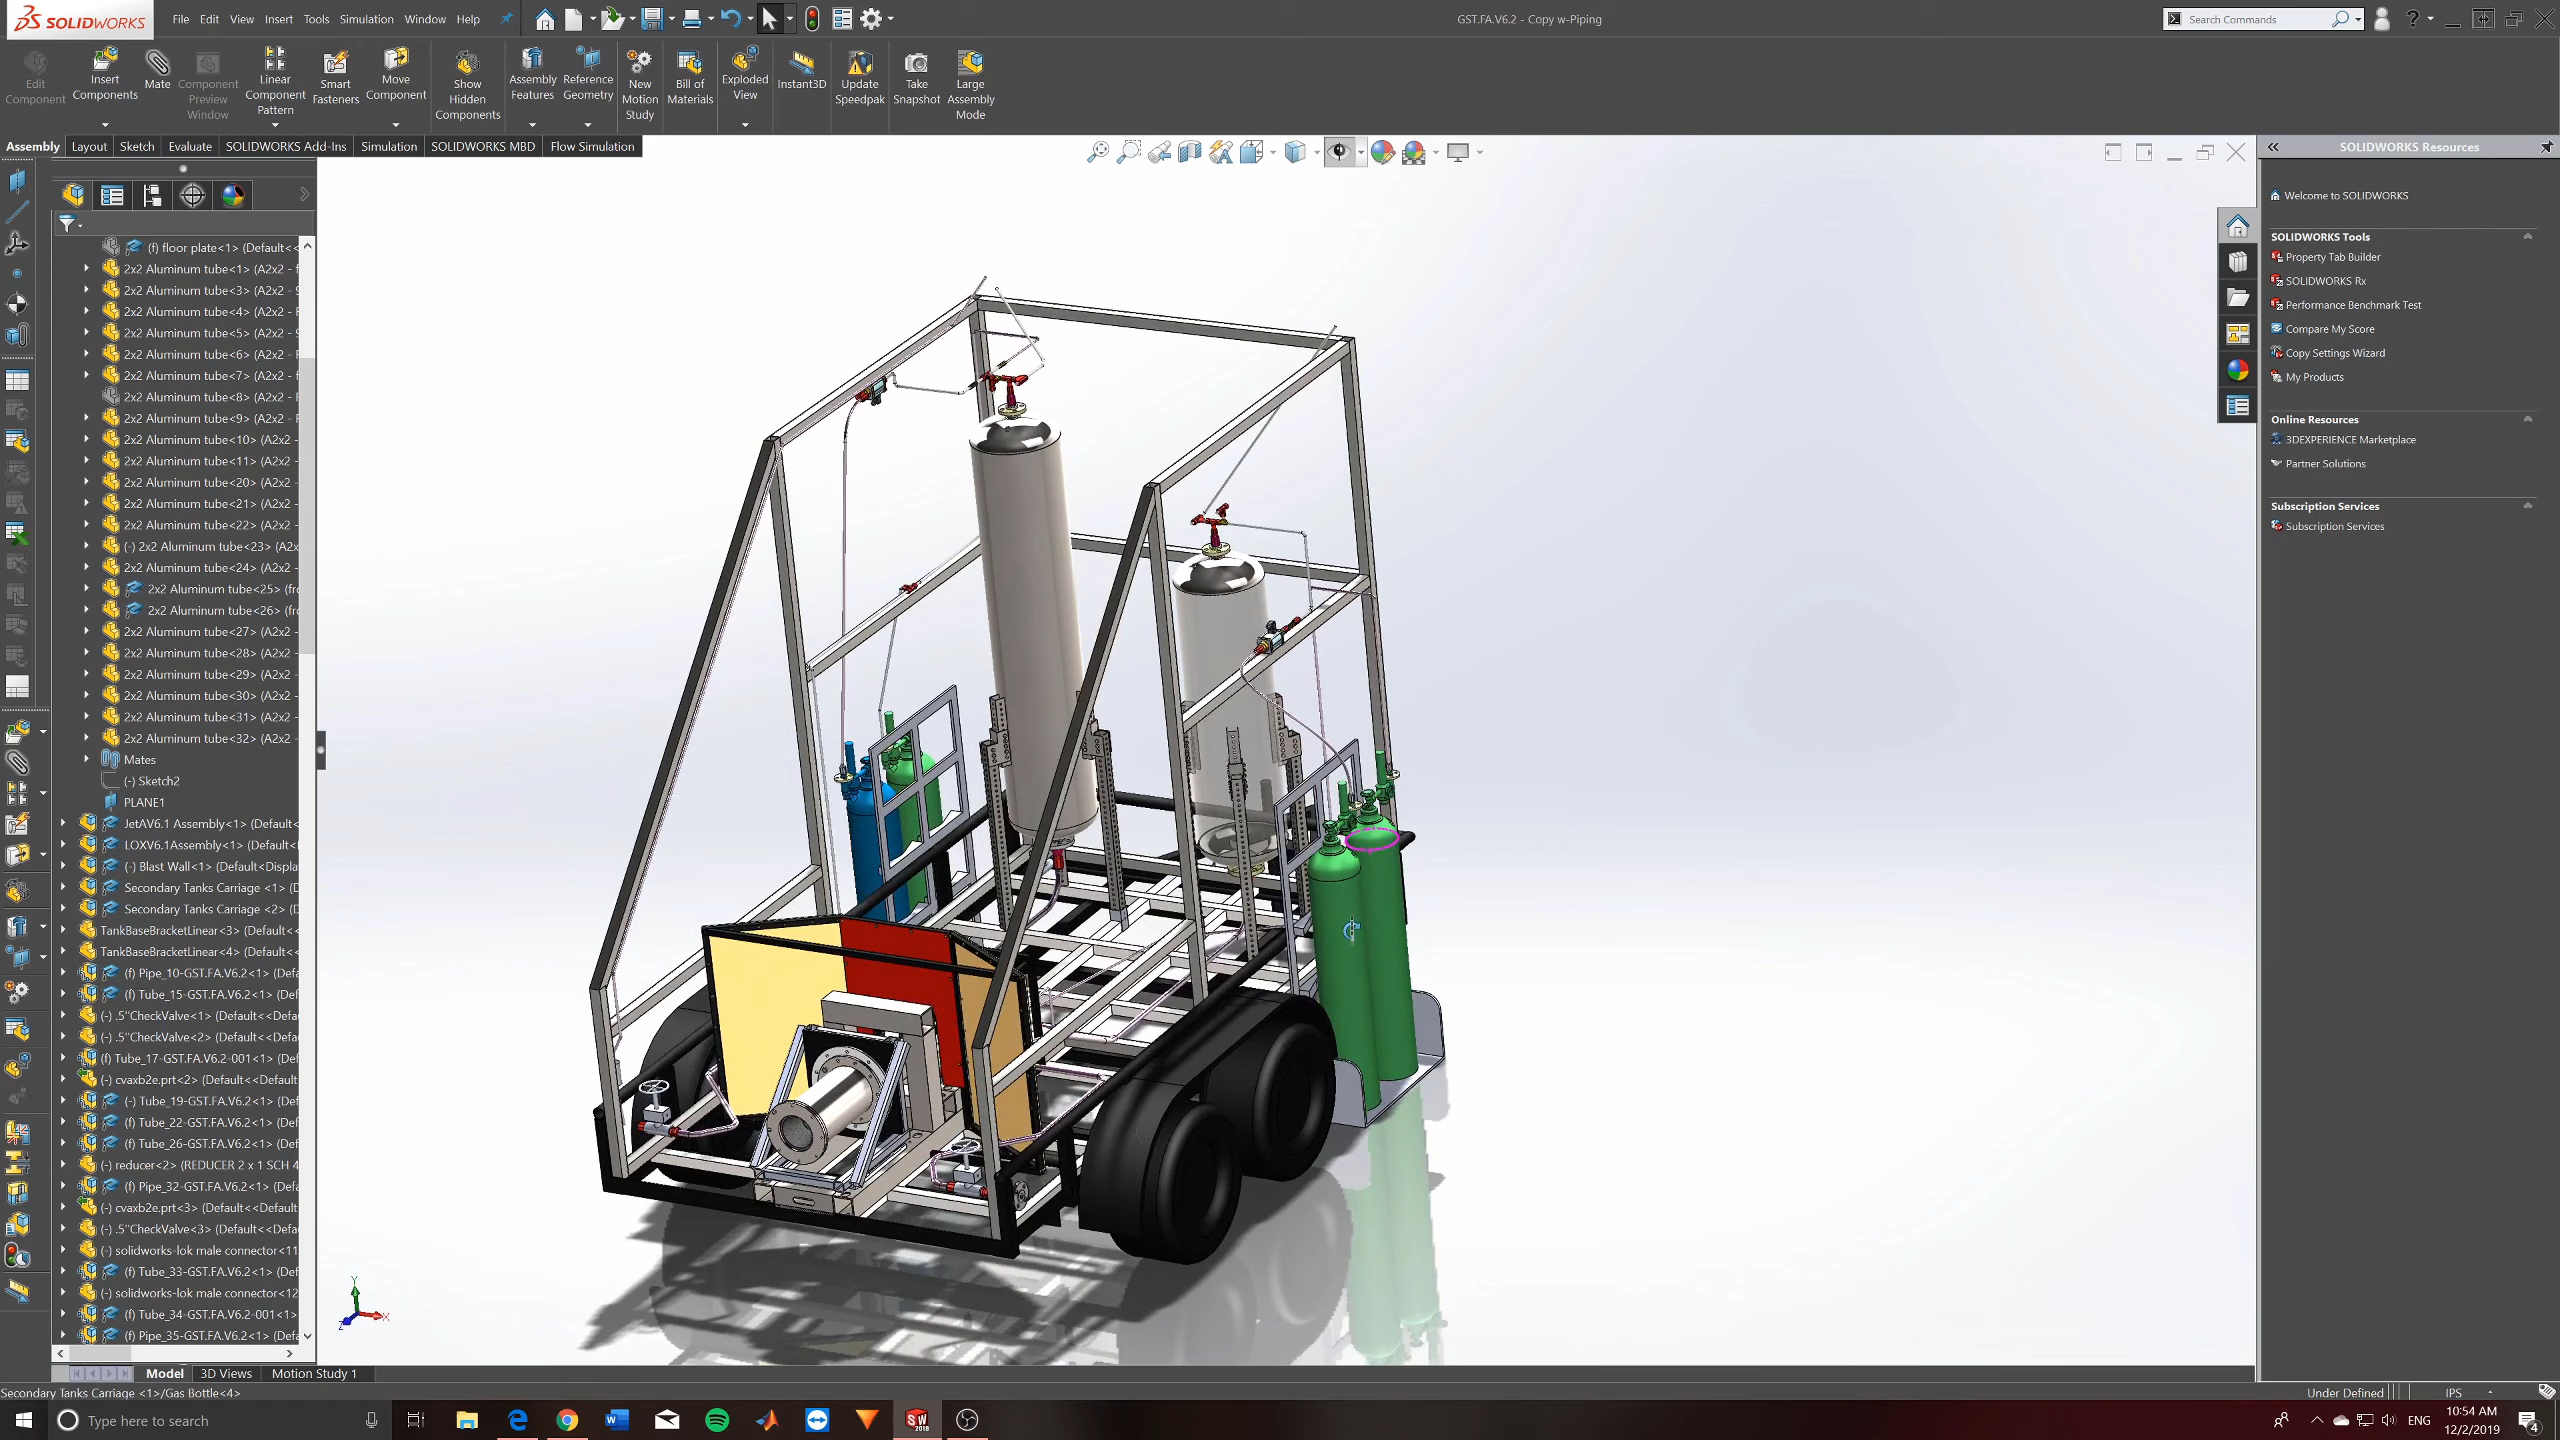 SOLIDWORKS
File Edit View Insert Tools Simulation Window Help
GST.FA.V6.2 - Copy w-Piping
Search Commands
Edit Component
Insert Components
Mate
Component Preview Window
Linear Component Pattern
Smart Fasteners
Move Component
Show Hidden Components
Assembly Features
Reference Geometry
New Motion Study
Bill of Materials
Exploded View
Instant3D
Update Speedpak
Take Snapshot
Large Assembly Mode
Assembly Layout Sketch Evaluate SOLIDWORKS Add-Ins Simulation SOLIDWORKS MBD Flow Simulation
(f) floor plate<1> (Default<<
2x2 Aluminum tube<1> (A2x2 - f
2x2 Aluminum tube<3> (A2x2 - 9
2x2 Aluminum tube<4> (A2x2 - F
2x2 Aluminum tube<5> (A2x2 - 9
2x2 Aluminum tube<6> (A2x2 - F
2x2 Aluminum tube<7> (A2x2 - f
2x2 Aluminum tube<8> (A2x2 - F
2x2 Aluminum tube<9> (A2x2 - F
2x2 Aluminum tube<10> (A2x2 -
2x2 Aluminum tube<11> (A2x2 -
2x2 Aluminum tube<20> (A2x2 -
2x2 Aluminum tube<21> (A2x2 -
2x2 Aluminum tube<22> (A2x2 -
(-) 2x2 Aluminum tube<23> (A2x
2x2 Aluminum tube<24> (A2x2 -
2x2 Aluminum tube<25> (fro
2x2 Aluminum tube<26> (fro
2x2 Aluminum tube<27> (A2x2 -
2x2 Aluminum tube<28> (A2x2 -
2x2 Aluminum tube<29> (A2x2 -
2x2 Aluminum tube<30> (A2x2 -
2x2 Aluminum tube<31> (A2x2 -
2x2 Aluminum tube<32> (A2x2 -
Mates
(-) Sketch2
PLANE1
JetAV6.1 Assembly<1> (Default<
LOXV6.1Assembly<1> (Default<
(-) Blast Wall<1> (Default<Displa
Secondary Tanks Carriage <1> (D
Secondary Tanks Carriage <2> (D
TankBaseBracketLinear<3> (Default<<
TankBaseBracketLinear<4> (Default<<
(f) Pipe_10-GST.FA.V6.2<1> (Defa
(f) Tube_15-GST.FA.V6.2<1> (Def
(-) .5"CheckValve<1> (Default<<Defa
(-) .5"CheckValve<2> (Default<<Defa
(f) Tube_17-GST.FA.V6.2-001<1> (Def
(-) cvaxb2e.prt<2> (Default<<Default
(-) Tube_19-GST.FA.V6.2<1> (Def
(f) Tube_22-GST.FA.V6.2<1> (Def
(f) Tube_26-GST.FA.V6.2<1> (Def
(-) reducer<2> (REDUCER 2 x 1 SCH 4
(f) Pipe_32-GST.FA.V6.2<1> (Defa
(-) cvaxb2e.prt<3> (Default<<Default
(-) .5"CheckValve<3> (Default<<Defa
(-) solidworks-lok male connector<11
(f) Tube_33-GST.FA.V6.2<1> (Def
(-) solidworks-lok male connector<12
(f) Tube_34-GST.FA.V6.2-001<1>
(f) Pipe_35-GST.FA.V6.2<1> (Defa
Y
X
Z
SOLIDWORKS Resources
Welcome to SOLIDWORKS
SOLIDWORKS Tools
Property Tab Builder
SOLIDWORKS Rx
Performance Benchmark Test
Compare My Score
Copy Settings Wizard
My Products
Online Resources
3DEXPERIENCE Marketplace
Partner Solutions
Subscription Services
Subscription Services
Model 3D Views Motion Study 1
Secondary Tanks Carriage <1>/Gas Bottle<4>
Under Defined IPS
Type here to search
SW 2018
ENG
10:54 AM
12/2/2019
4